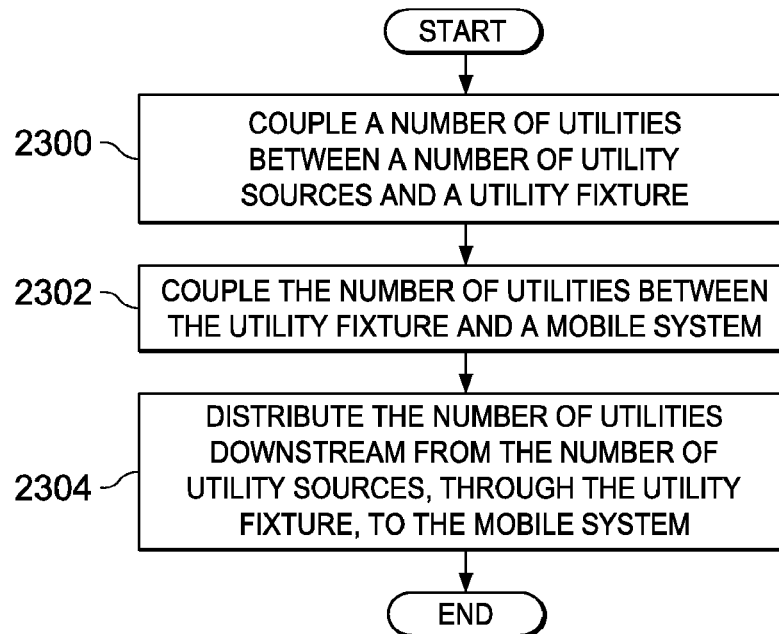 START
2300
COUPLE A NUMBER OF UTILITIES
BETWEEN A NUMBER OF UTILITY
SOURCES AND A UTILITY FIXTURE
2302
COUPLE THE NUMBER OF UTILITIES BETWEEN
THE UTILITY FIXTURE AND A MOBILE SYSTEM
2304
DISTRIBUTE THE NUMBER OF UTILITIES
DOWNSTREAM FROM THE NUMBER OF
UTILITY SOURCES, THROUGH THE UTILITY
FIXTURE, TO THE MOBILE SYSTEM
END